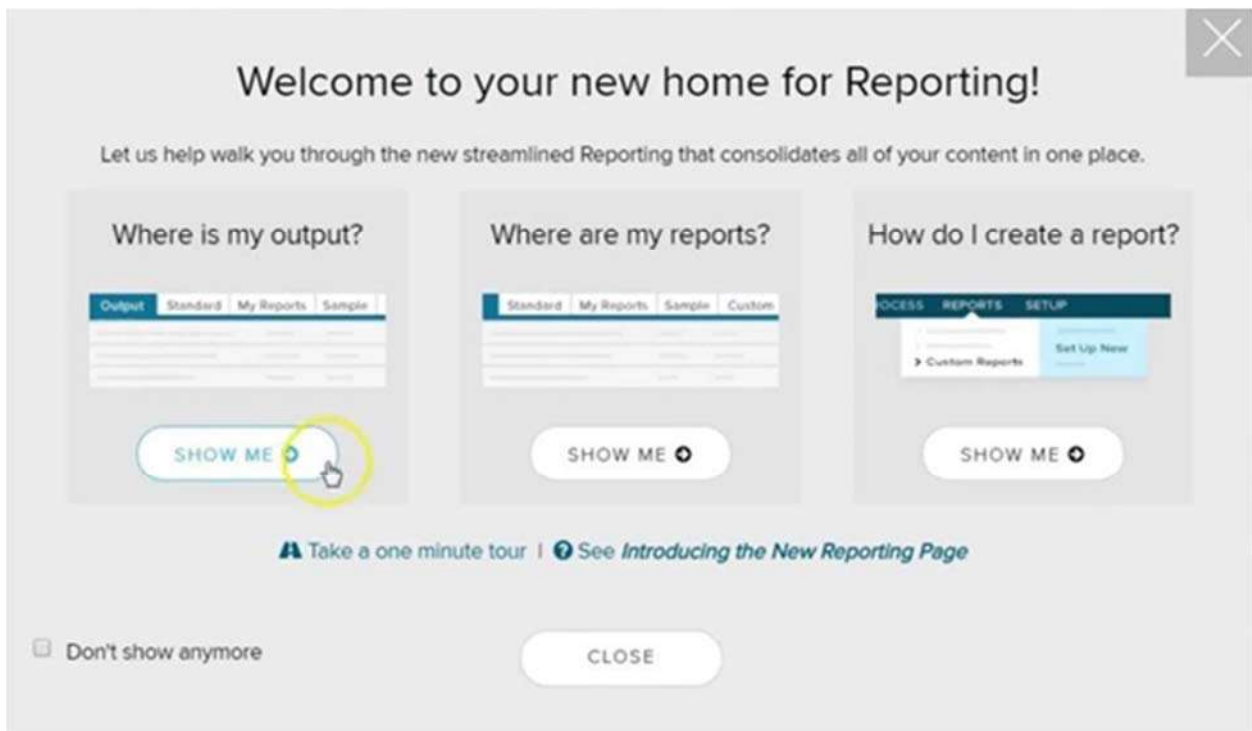 Welcome to your new home for Reporting!
Let us help walk you through the new streamlined Reporting that consolidates all of your content in one place.
Where is my output?
Output Standard My Reports Sample
SHOW ME
Where are my reports?
Standard My Reports Sample Custom
SHOW ME
How do I create a report?
OCESS REPORTS SETUP
Custom Reports
Set Up New
SHOW ME
Take a one minute tour | See Introducing the New Reporting Page
Don't show anymore
CLOSE